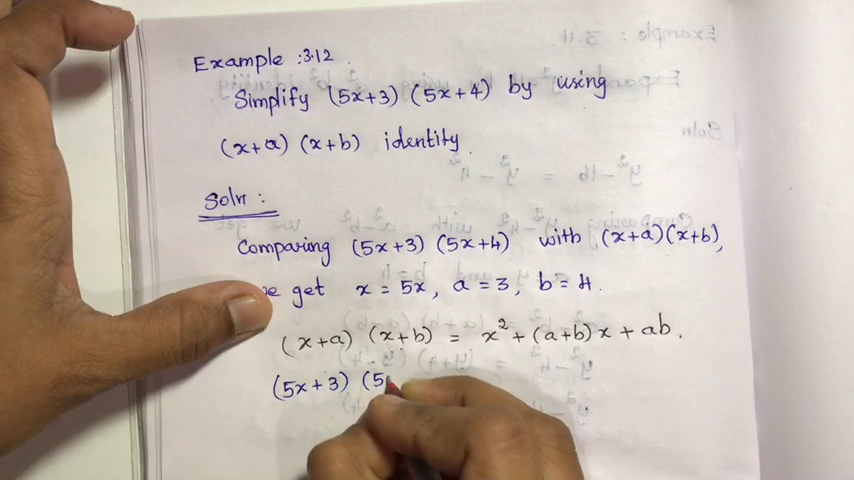 Example :3.12
Simplify (5x+3) (5x+4) by using
(x+a) (x+b) identity.
Soln :
Comparing (5x+3) (5x+4) with (x+a)(x+b),
get x = 5x, a = 3, b = 4.
(x+a) (x+b) = x² + (a+b)x + ab.
(5x+3) (5